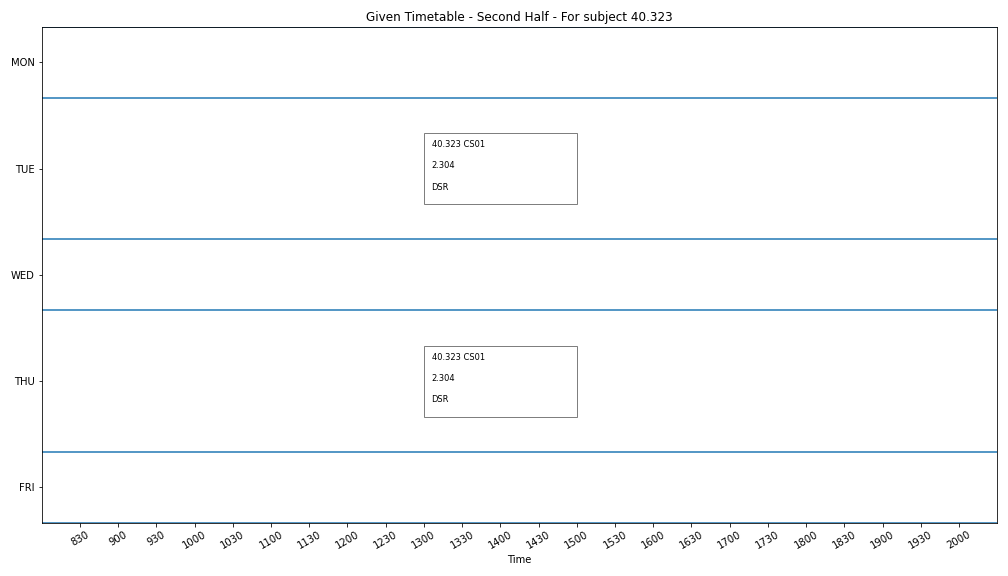 Given Timetable - Second Half - For subject 40.323
MON
TUE
40.323 CS01
2.304
DSR
WED
THU
40.323 CS01
2.304
DSR
FRI
830 900 930 1000 1030 1100 1130 1200 1230 1300 1330 1400 1430 1500 1530 1600 1630 1700 1730 1800 1830 1900 1930 2000
Time